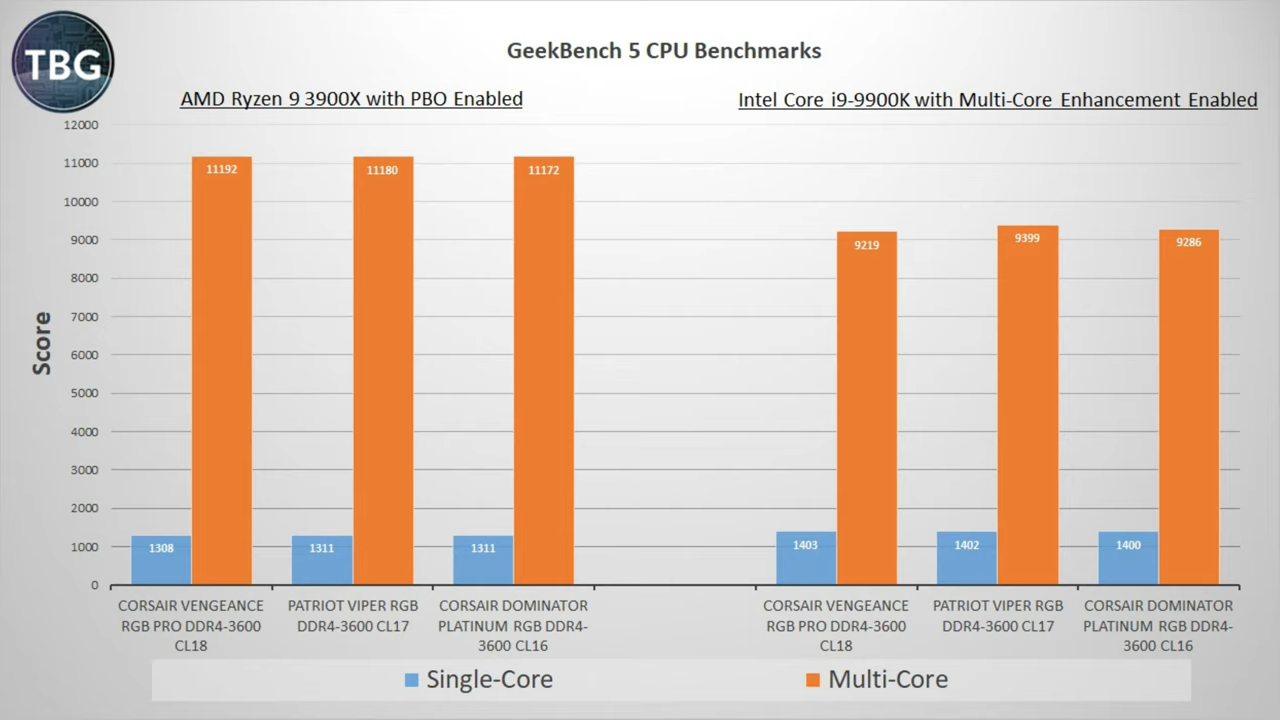 TBG
GeekBench 5 CPU Benchmarks
AMD Ryzen 9 3900X with PBO Enabled
Intel Core i9-9900K with Multi-Core Enhancement Enabled
Score
12000
11000
10000
9000
8000
7000
6000
5000
4000
3000
2000
1000
0
1308
11192
1311
11180
1311
11172
1403
9219
1402
9399
1400
9286
CORSAIR VENGEANCE
RGB PRO DDR4-3600
CL18
PATRIOT VIPER RGB
DDR4-3600 CL17
CORSAIR DOMINATOR
PLATINUM RGB DDR4-
3600 CL16
CORSAIR VENGEANCE
RGB PRO DDR4-3600
CL18
PATRIOT VIPER RGB
DDR4-3600 CL17
CORSAIR DOMINATOR
PLATINUM RGB DDR4-
3600 CL16
Single-Core
Multi-Core